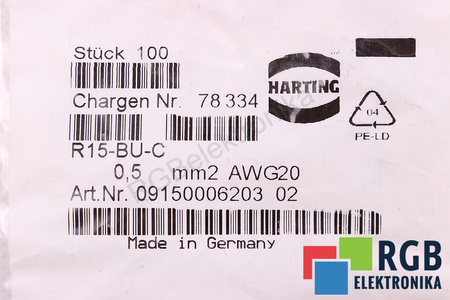 Stück 100
HARTING
Chargen Nr. 78334
04
PE-LD
R15-BU-C
0,5 mm2 AWG20
Art.Nr. 09150006203 02
Made in Germany
RGBelektronika
RGB
ELEKTRONIKA